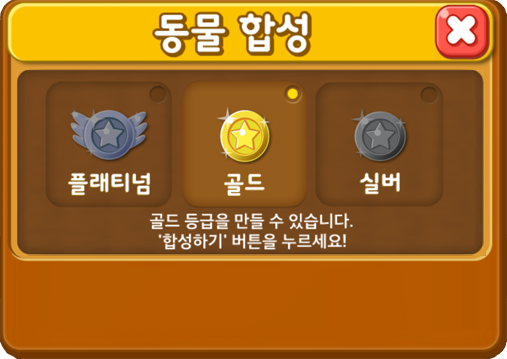 동물 합성
플래티넘
골드
실버
골드 등급을 만들 수 있습니다.
'합성하기' 버튼을 누르세요!